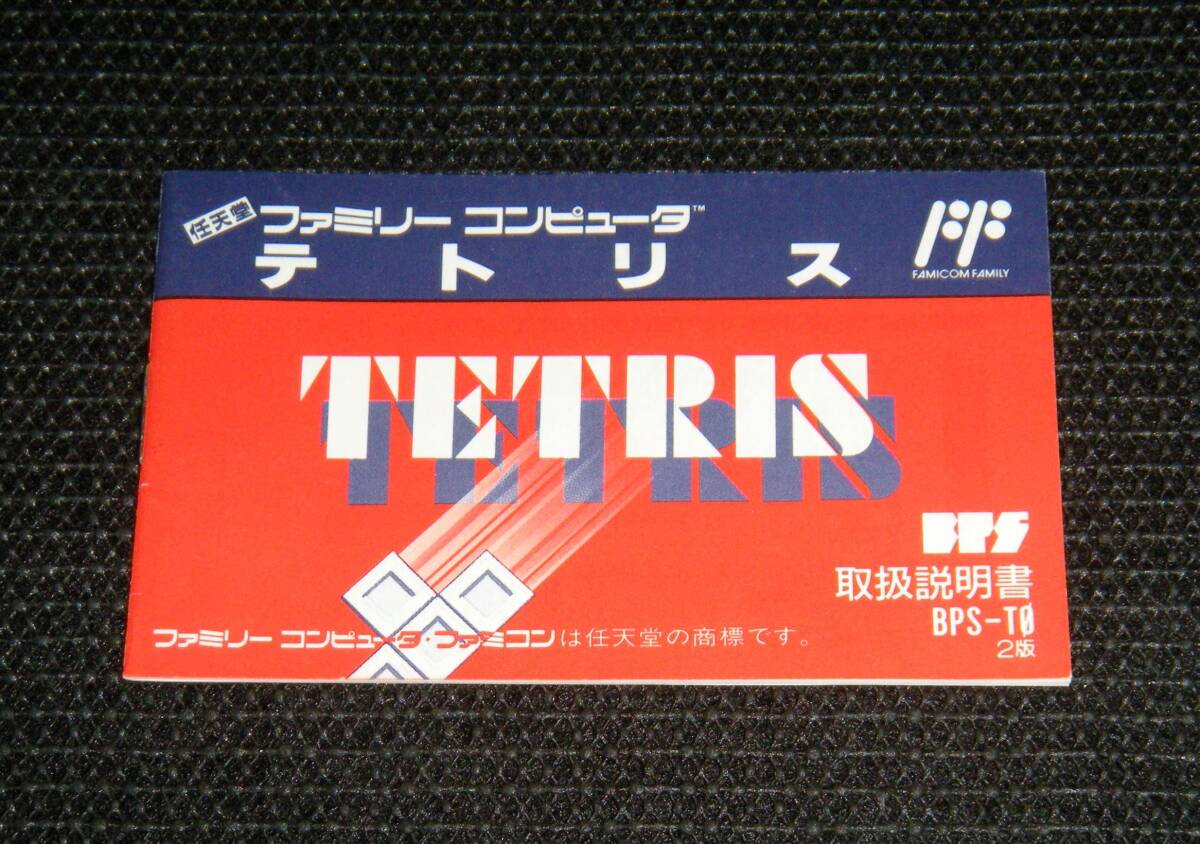 任天堂 ファミリー コンピュータ™
テトリス
FAMICOM FAMILY
TETRIS
BPS
取扱説明書
BPS-TØ
2版
ファミリー コンピュータ・ファミコンは任天堂の商標です。